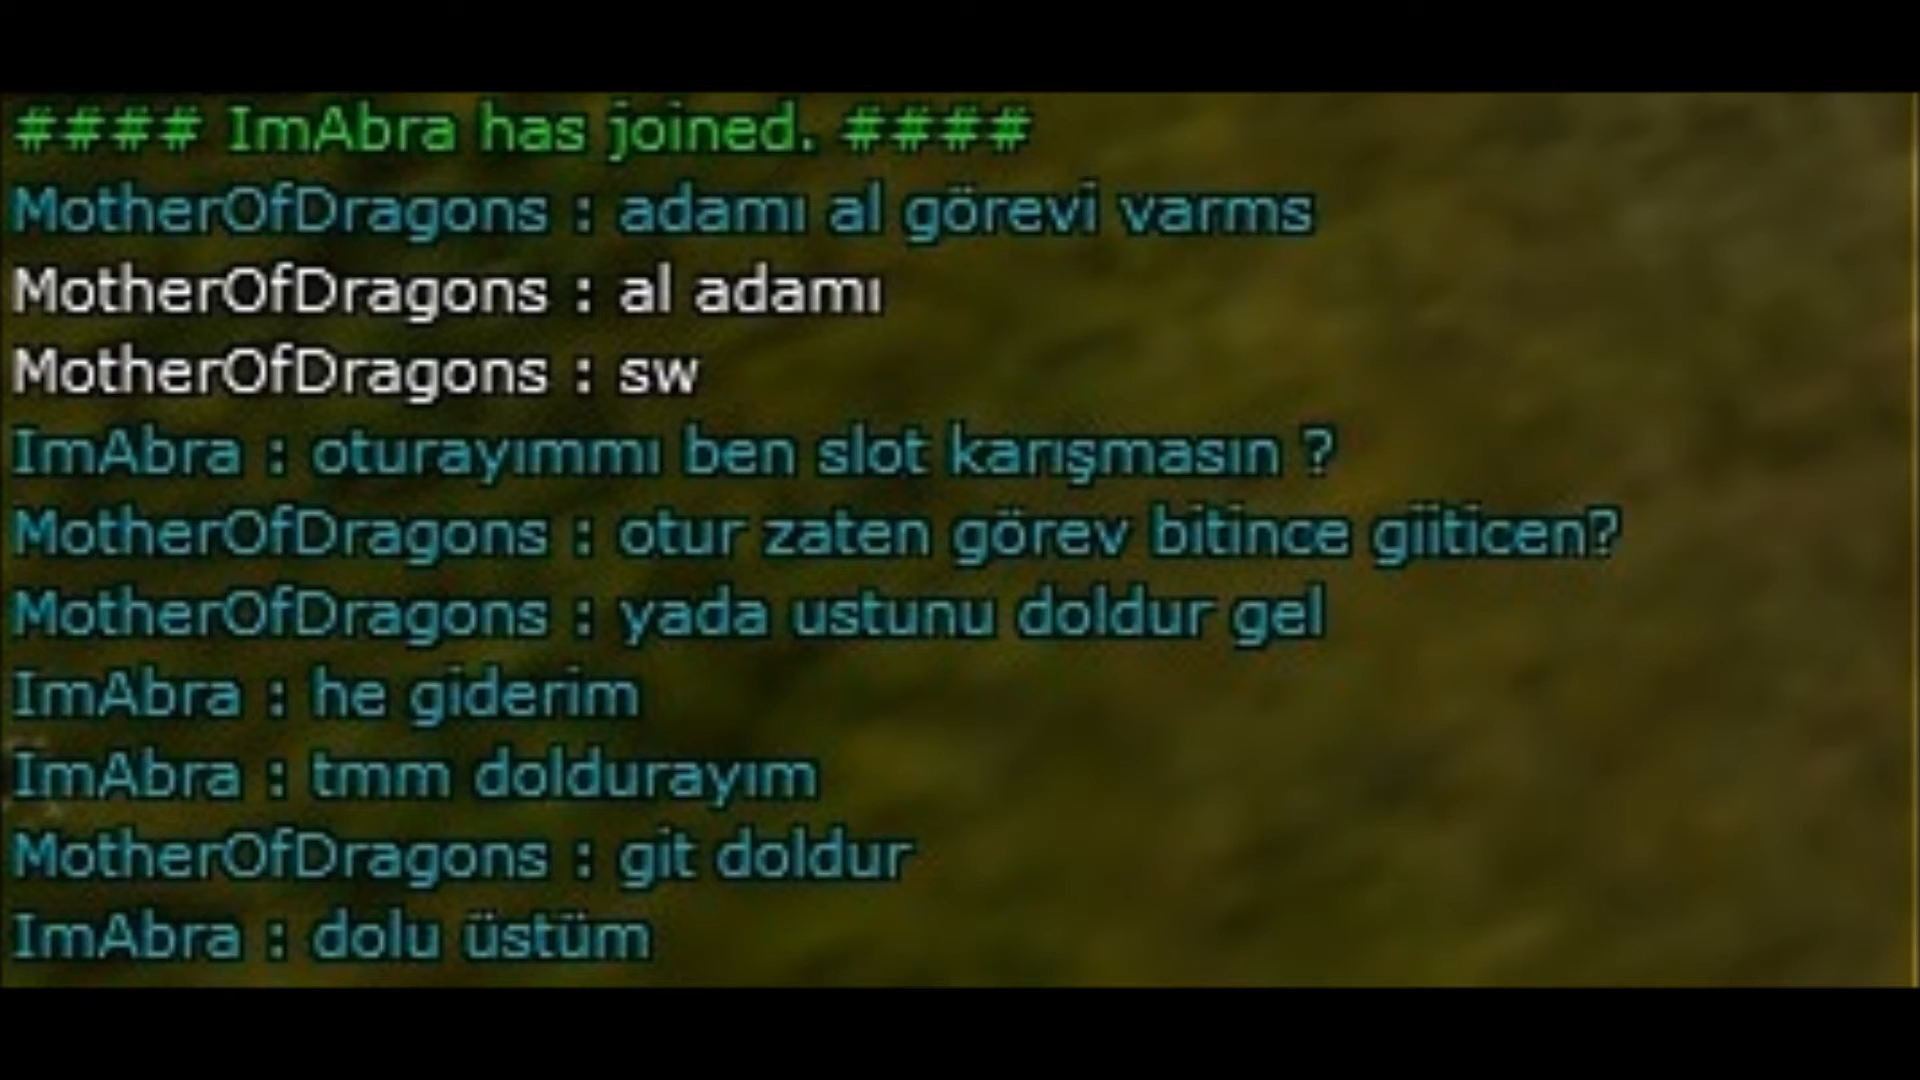 #### ImAbra has joined. ####
MotherOfDragons : adamı al görevi varms
MotherOfDragons : al adamı
MotherOfDragons : sw
ImAbra : oturayımmı ben slot karışmasın ?
MotherOfDragons : otur zaten görev bitince giiticen?
MotherOfDragons : yada ustunu doldur gel
ImAbra : he giderim
ImAbra : tmm doldurayım
MotherOfDragons : git doldur
ImAbra : dolu üstüm